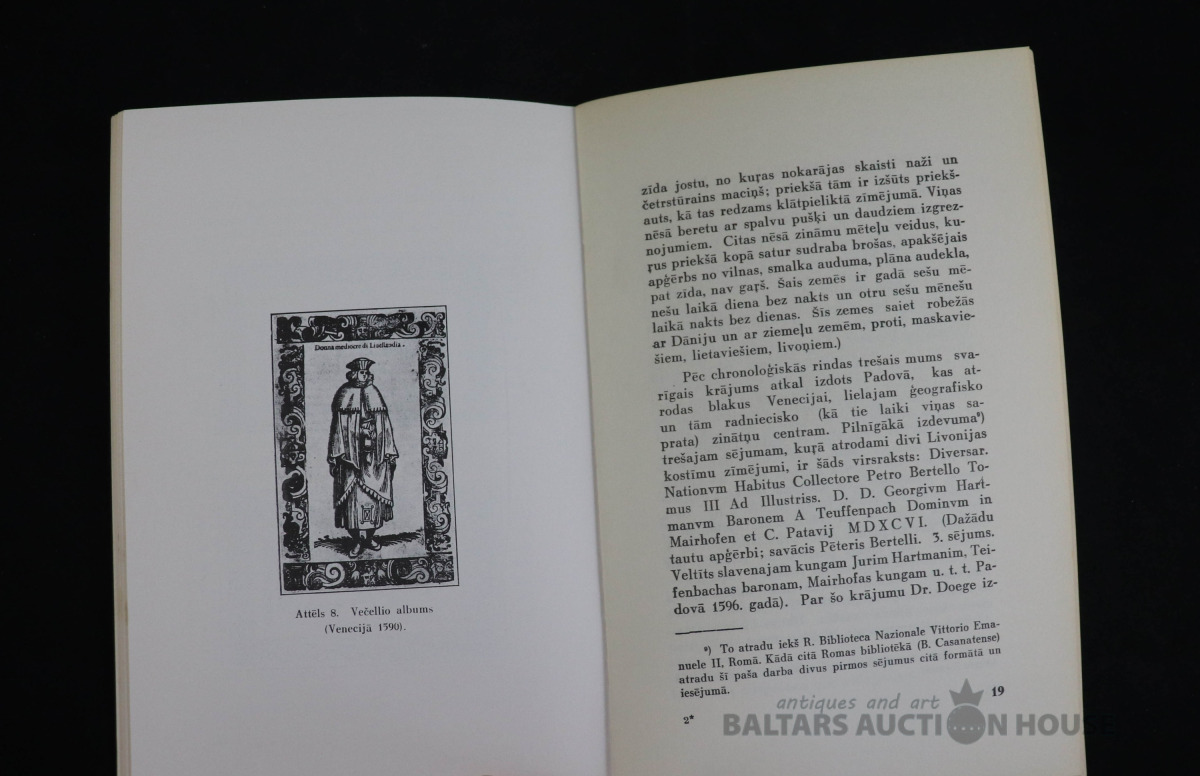 Donna mediocre di Liuelandia.
Attēls 8. Večellio albums
(Venecijā 1590).
zīda jostu, no kuŗas nokarājas skaisti naži un
četrstūrains maciņš; priekšā tām ir izšūts priekš-
auts, kā tas redzams klātpieliktā zīmējumā. Viņas
nēsā beretu ar spalvu pušķi un daudziem izgrez-
nojumiem. Citas nēsā zināmu mēteļu veidus, ku-
ŗus priekšā kopā satur sudraba brošas, apakšējais
apģērbs no vilnas, smalka auduma, plāna audekla,
pat zīda, nav gaŗš. Šais zemēs ir gadā sešu mē-
nešu laikā diena bez nakts un otru sešu mēnešu
laikā nakts bez dienas. Šīs zemes saiet robežās
ar Dāniju un ar ziemeļu zemēm, proti, maskavie-
šiem, lietaviešiem, livoņiem.)
Pēc chronoloģiskās rindas trešais mums sva-
rīgais krājums atkal izdots Padovā, kas at-
rodas blakus Venecijai, lielajam ģeografisko
un tām radniecisko (kā tie laiki viņas sa-
prata) zinātņu centram. Pilnīgākā izdevuma⁹)
trešajam sējumam, kuŗā atrodami divi Livonijas
kostīmu zīmējumi, ir šāds virsraksts: Diversar.
Nationvm Habitus Collectore Petro Bertello To-
mus III Ad Illustriss. D. D. Georgivm Hart-
manvm Baronem A Teuffenpach Dominvm in
Mairhofen et C. Patavij MDXCVI. (Dažādu
tautu apģērbi; savācis Pēteris Bertelli. 3. sējums.
Veltīts slavenajam kungam Jurim Hartmanim, Tei-
fenbachas baronam, Mairhofas kungam u. t. t. Pa-
dovā 1596. gadā). Par šo krājumu Dr. Doege iz-
⁹) To atradu iekš R. Biblioteca Nazionale Vittorio Ema-
nuele II, Romā. Kādā citā Romas bibliotēkā (B. Casanatense)
atradu šī paša darba divus pirmos sējumus citā formātā un
iesējumā.
19
2*
antiques and art
BALTARS AUCTION HOUSE